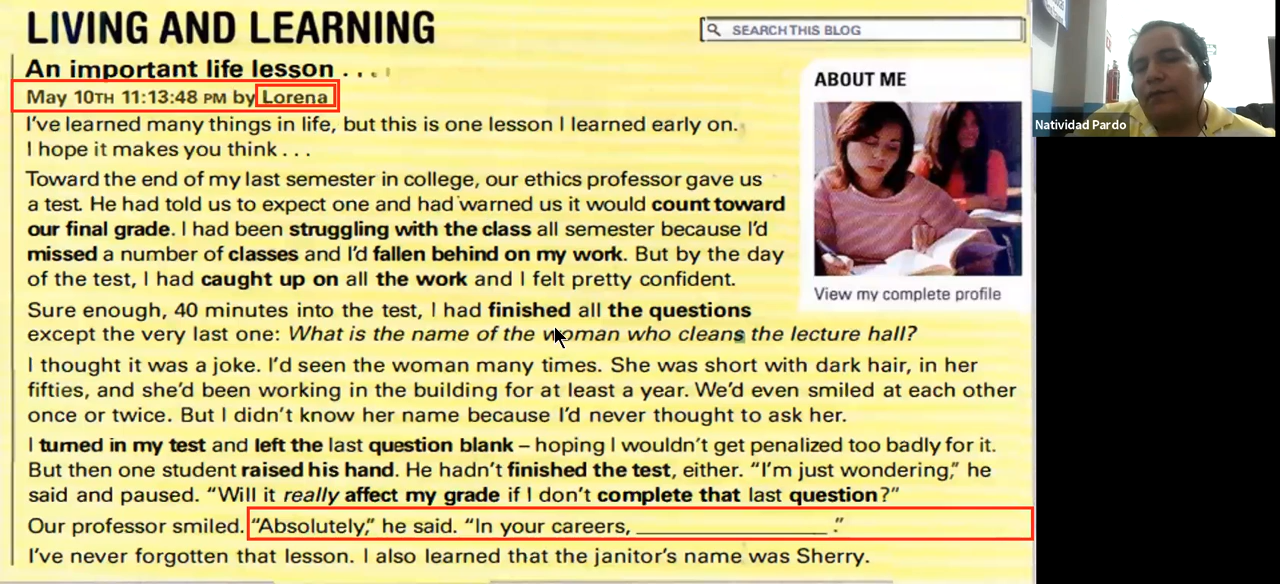 LIVING AND LEARNING
SEARCH THIS BLOG
An important life lesson . . . .
May 10TH 11:13:48 PM by Lorena
I've learned many things in life, but this is one lesson I learned early on.
I hope it makes you think . . .
Toward the end of my last semester in college, our ethics professor gave us
a test. He had told us to expect one and had warned us it would count toward
our final grade. I had been struggling with the class all semester because I'd
missed a number of classes and I'd fallen behind on my work. But by the day
of the test, I had caught up on all the work and I felt pretty confident.
Sure enough, 40 minutes into the test, I had finished all the questions
except the very last one: What is the name of the woman who cleans the lecture hall?
I thought it was a joke. I'd seen the woman many times. She was short with dark hair, in her
fifties, and she'd been working in the building for at least a year. We'd even smiled at each other
once or twice. But I didn't know her name because I'd never thought to ask her.
I turned in my test and left the last question blank – hoping I wouldn't get penalized too badly for it.
But then one student raised his hand. He hadn't finished the test, either. "I'm just wondering," he
said and paused. "Will it really affect my grade if I don't complete that last question?"
Our professor smiled. "Absolutely," he said. "In your careers, ____________________ ."
I've never forgotten that lesson. I also learned that the janitor's name was Sherry.
ABOUT ME
View my complete profile
Natividad Pardo